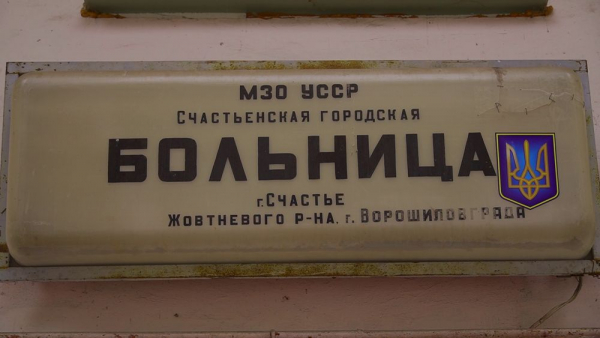 МЗО УССР
СЧАСТЬЕНСКАЯ ГОРОДСКАЯ
БОЛЬНИЦА
г. СЧАСТЬЕ
ЖОВТНЕВОГО Р-НА, г. ВОРОШИЛОВГРАДА